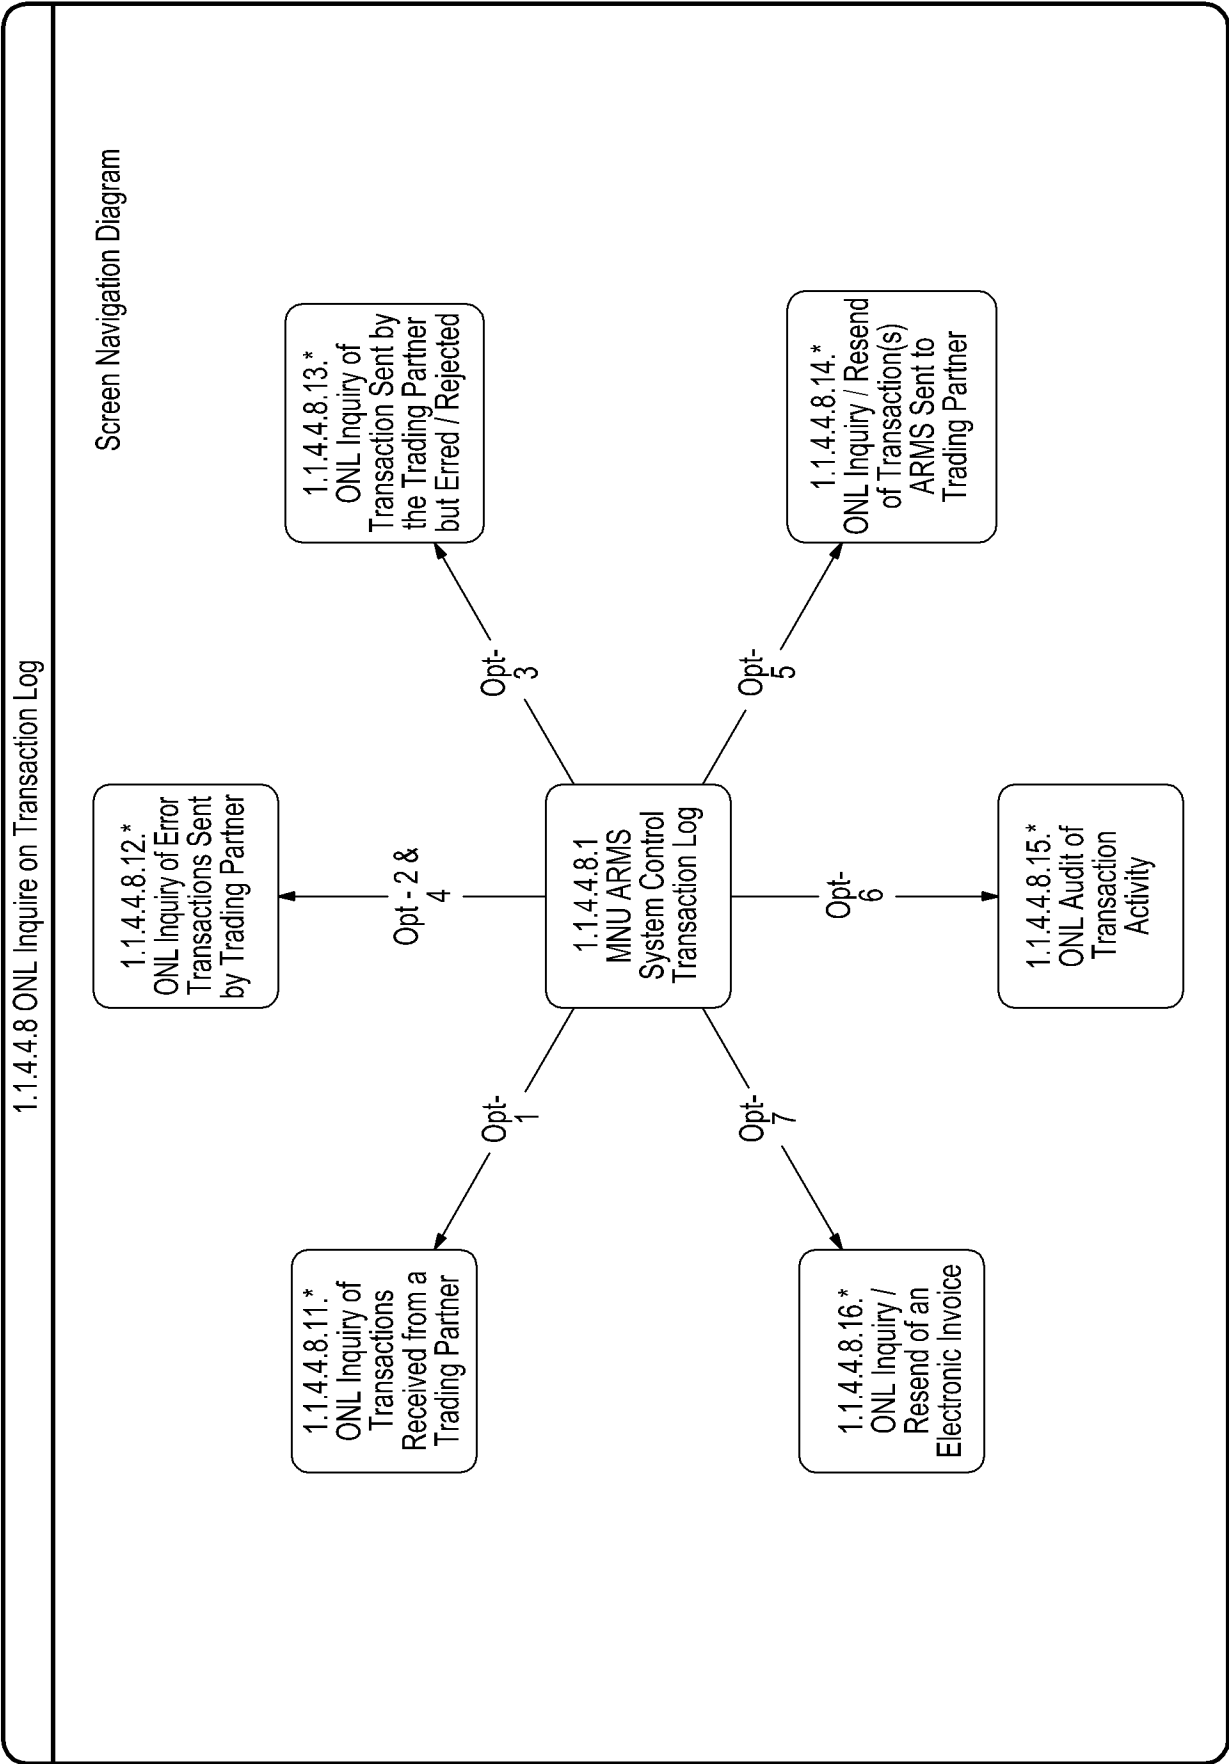 1.1.4.4.8 ONL Inquire on Transaction Log
Screen Navigation Diagram
1.1.4.4.8.12.*
ONL Inquiry of Error
Transactions Sent
by Trading Partner
1.1.4.4.8.11.*
ONL Inquiry of
Transactions
Received from a
Trading Partner
1.1.4.4.8.13.*
ONL Inquiry of
Transaction Sent by
the Trading Partner
but Erred / Rejected
Opt - 2 &
4
Opt-
1
Opt-
3
1.1.4.4.8.1
MNU ARMS
System Control
Transaction Log
Opt-
7
Opt-
5
Opt-
6
1.1.4.4.8.16.*
ONL Inquiry /
Resend of an
Electronic Invoice
1.1.4.4.8.14.*
ONL Inquiry / Resend
of Transaction(s)
ARMS Sent to
Trading Partner
1.1.4.4.8.15.*
ONL Audit of
Transaction
Activity